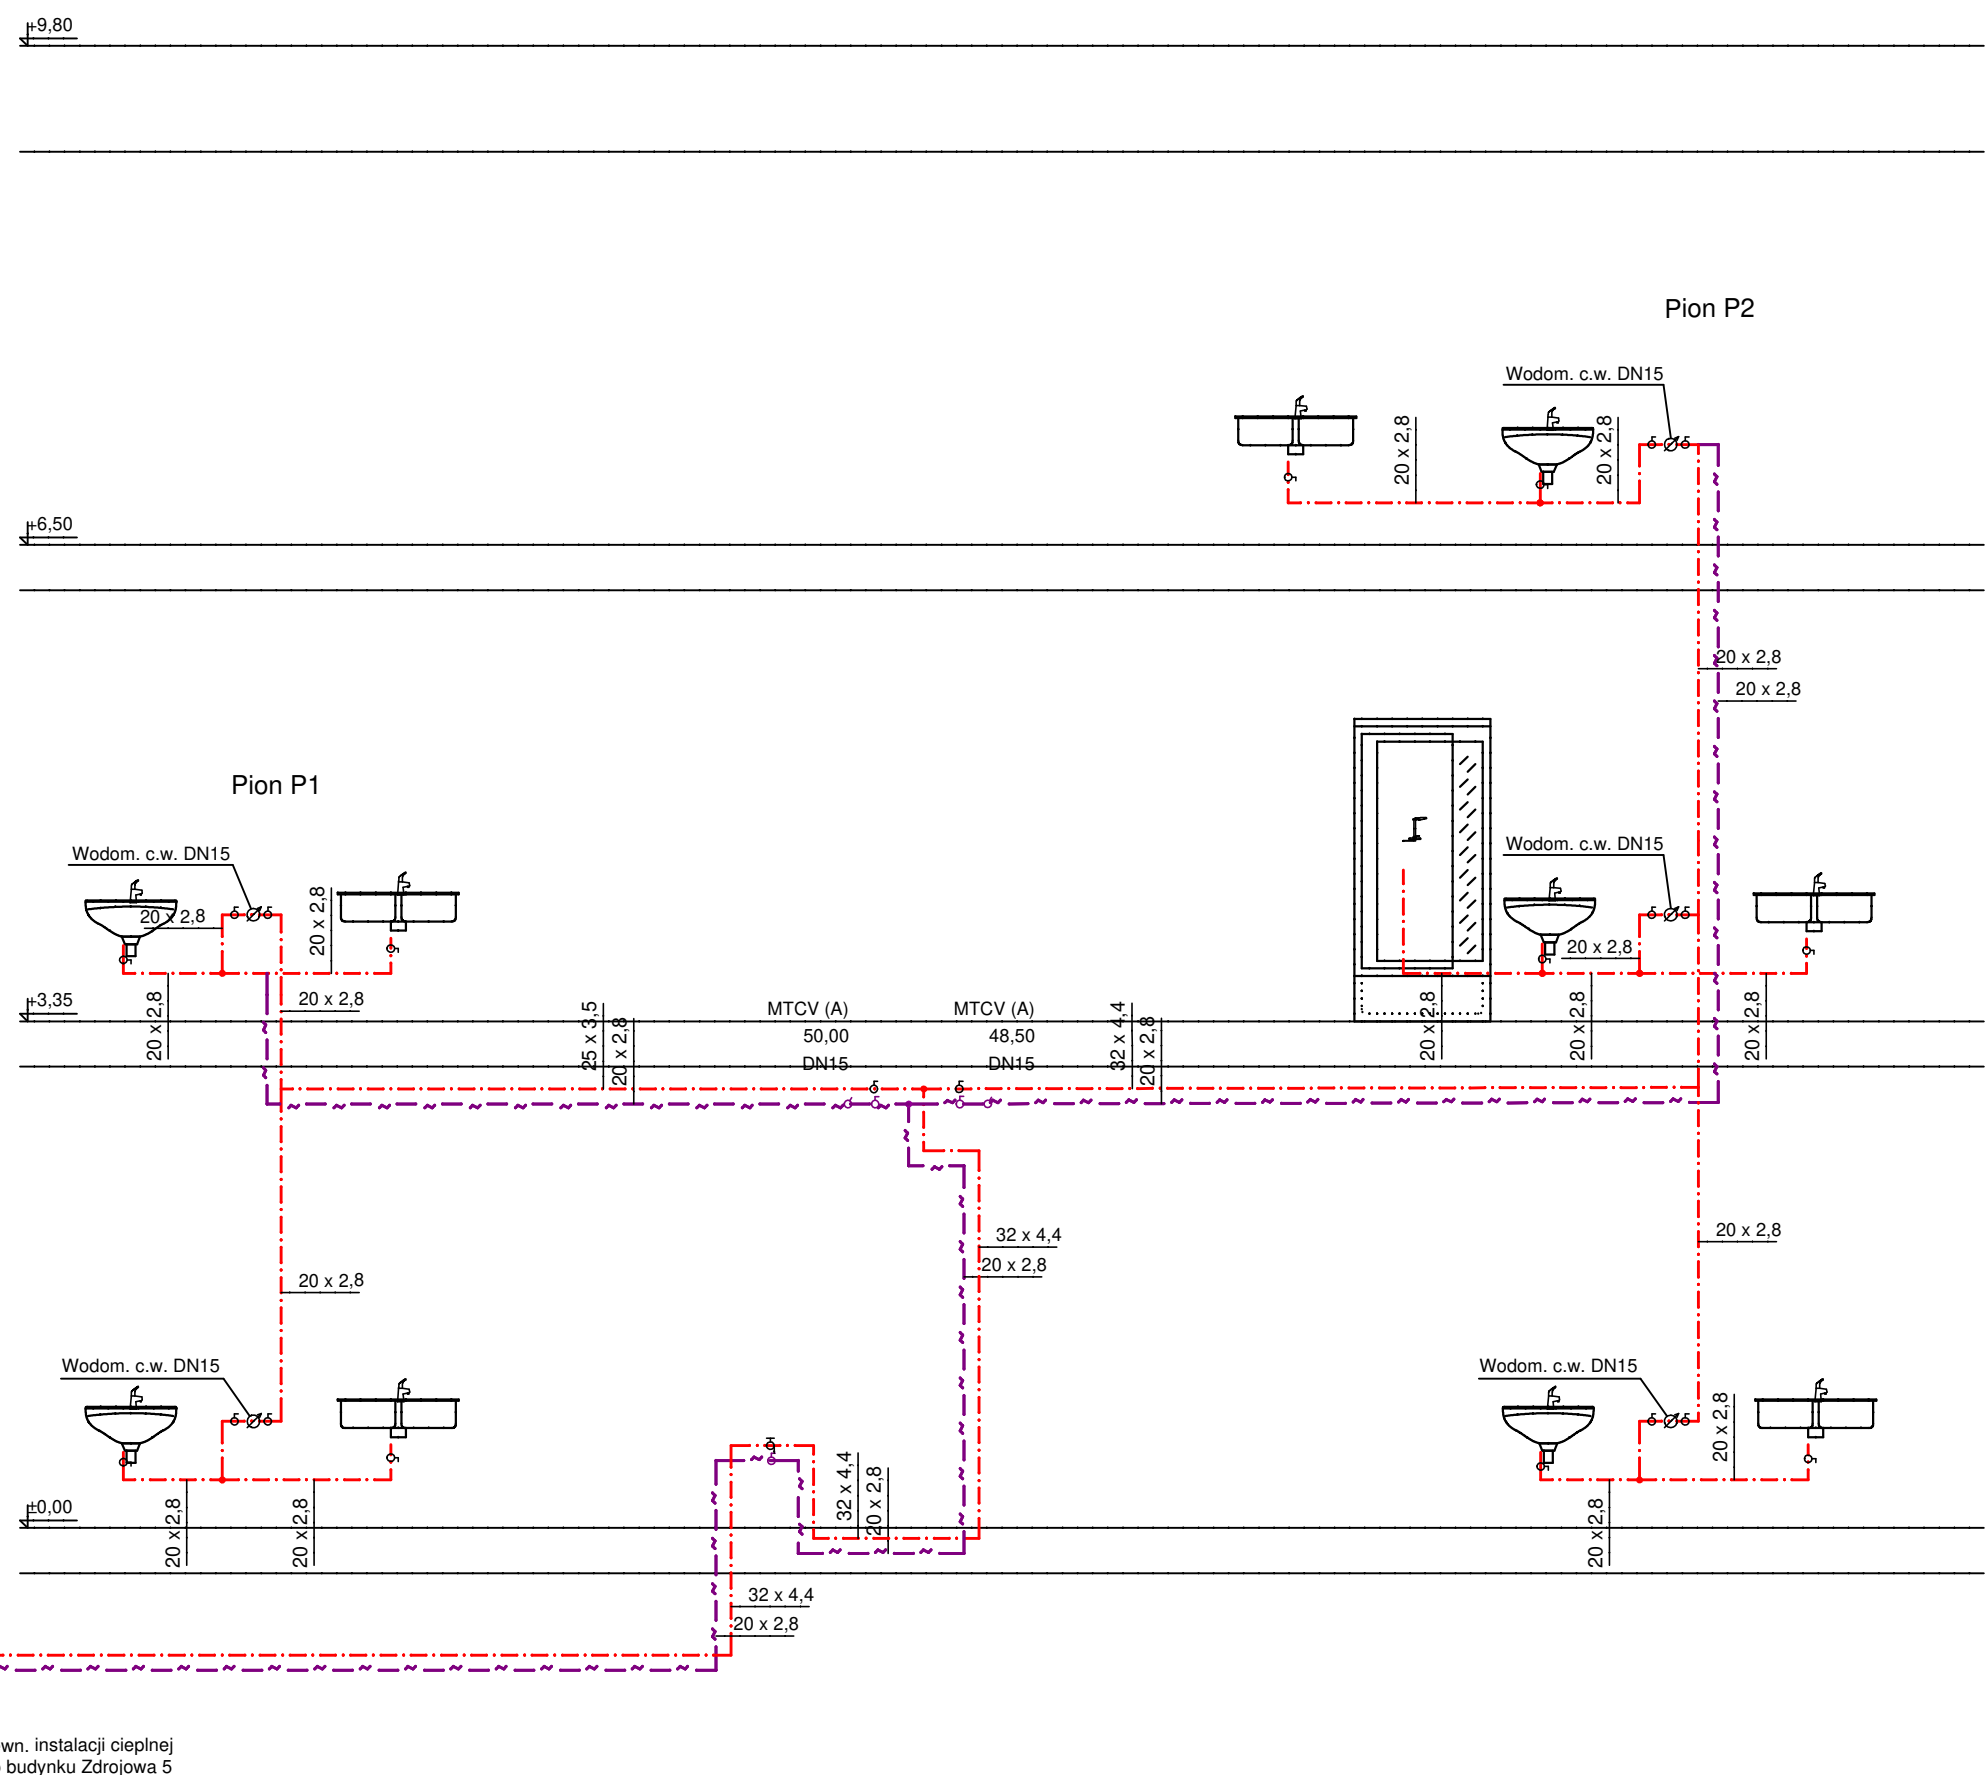 +9,80
Pion P2
Wodom. c.w. DN15
20 x 2,8
20 x 2,8
+6,50
20 x 2,8
20 x 2,8
Pion P1
Wodom. c.w. DN15
Wodom. c.w. DN15
20 x 2,8
20 x 2,8
20 x 2,8
20 x 2,8
20 x 2,8
+3,35
25 x 3,5
20 x 2,8
MTCV (A)
50,00
DN15
MTCV (A)
48,50
DN15
32 x 4,4
20 x 2,8
20 x 2,8
20 x 2,8
20 x 2,8
32 x 4,4
20 x 2,8
20 x 2,8
20 x 2,8
Wodom. c.w. DN15
Wodom. c.w. DN15
20 x 2,8
±0,00
20 x 2,8
20 x 2,8
32 x 4,4
20 x 2,8
20 x 2,8
32 x 4,4
20 x 2,8
wn. instalacji cieplnej
budynku Zdrojowa 5